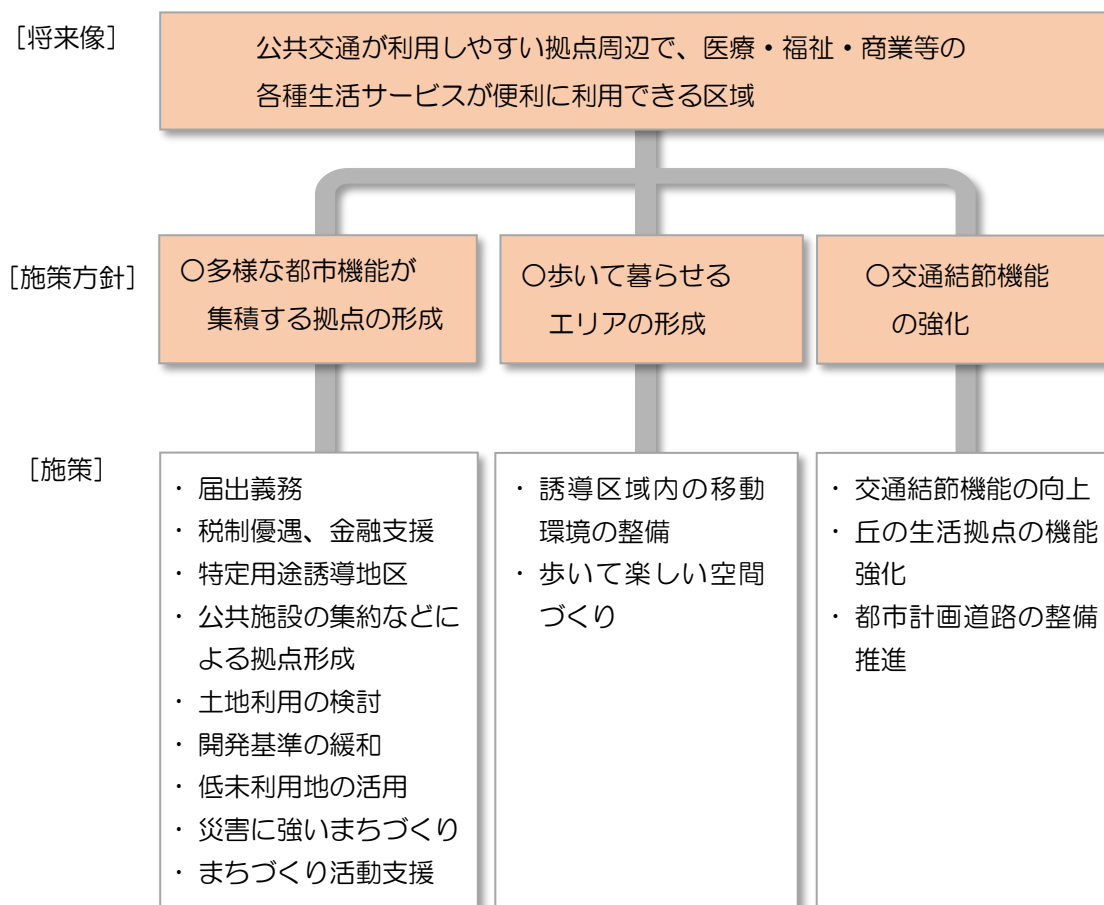 [将来像]
公共交通が利用しやすい拠点周辺で、医療・福祉・商業等の
各種生活サービスが便利に利用できる区域
[施策方針]
〇多様な都市機能が
集積する拠点の形成
〇歩いて暮らせる
エリアの形成
〇交通結節機能
の強化
[施策]
・届出義務
・税制優遇、金融支援
・特定用途誘導地区
・公共施設の集約などに
よる拠点形成
・土地利用の検討
・開発基準の緩和
・低未利用地の活用
・災害に強いまちづくり
・まちづくり活動支援
・誘導区域内の移動
環境の整備
・歩いて楽しい空間
づくり
・交通結節機能の向上
・丘の生活拠点の機能
強化
・都市計画道路の整備
推進